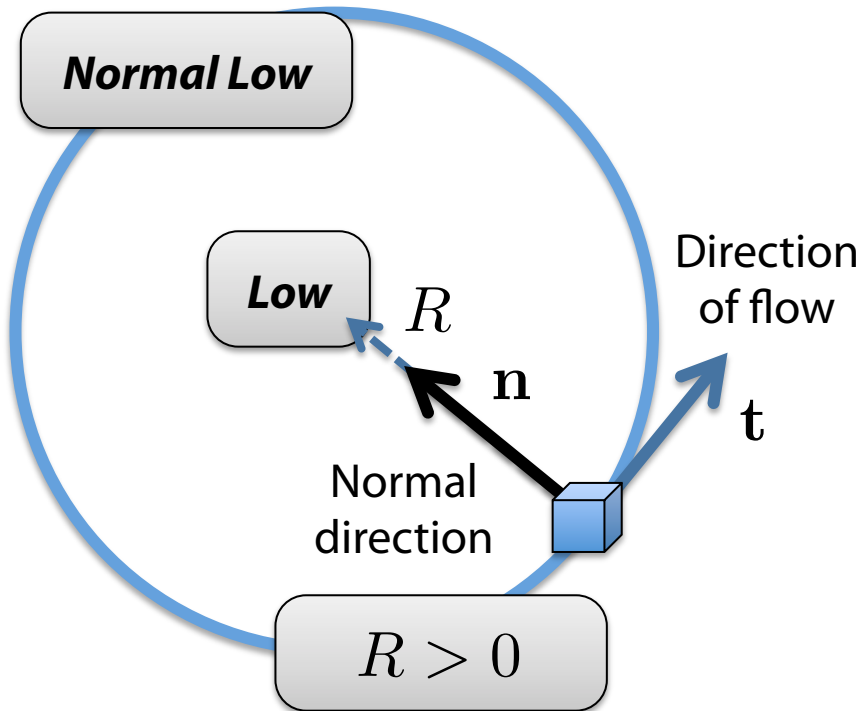 Normal Low
Direction
of flow
Low
R
n
t
Normal
direction
R > 0